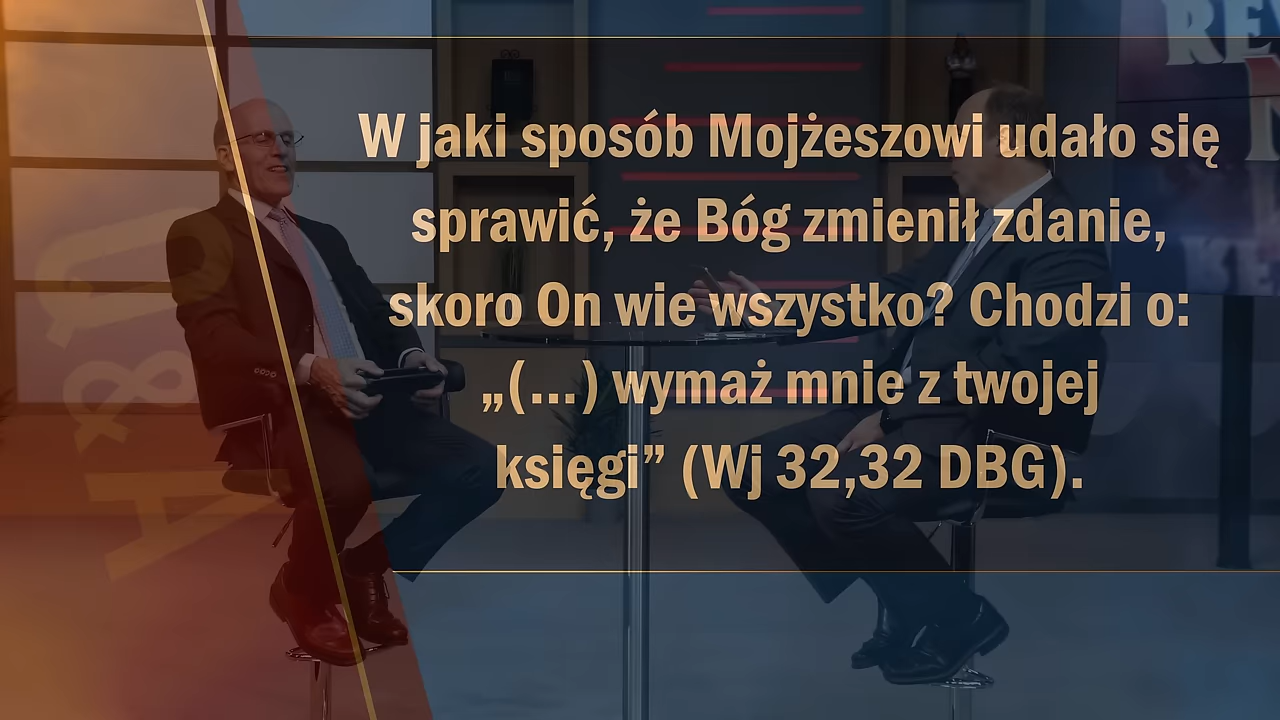 W jaki sposób Mojżeszowi udało się
sprawić, że Bóg zmienił zdanie,
skoro On wie wszystko? Chodzi o:
„(...) wymaż mnie z twojej
księgi” (Wj 32,32 DBG).
Q&A